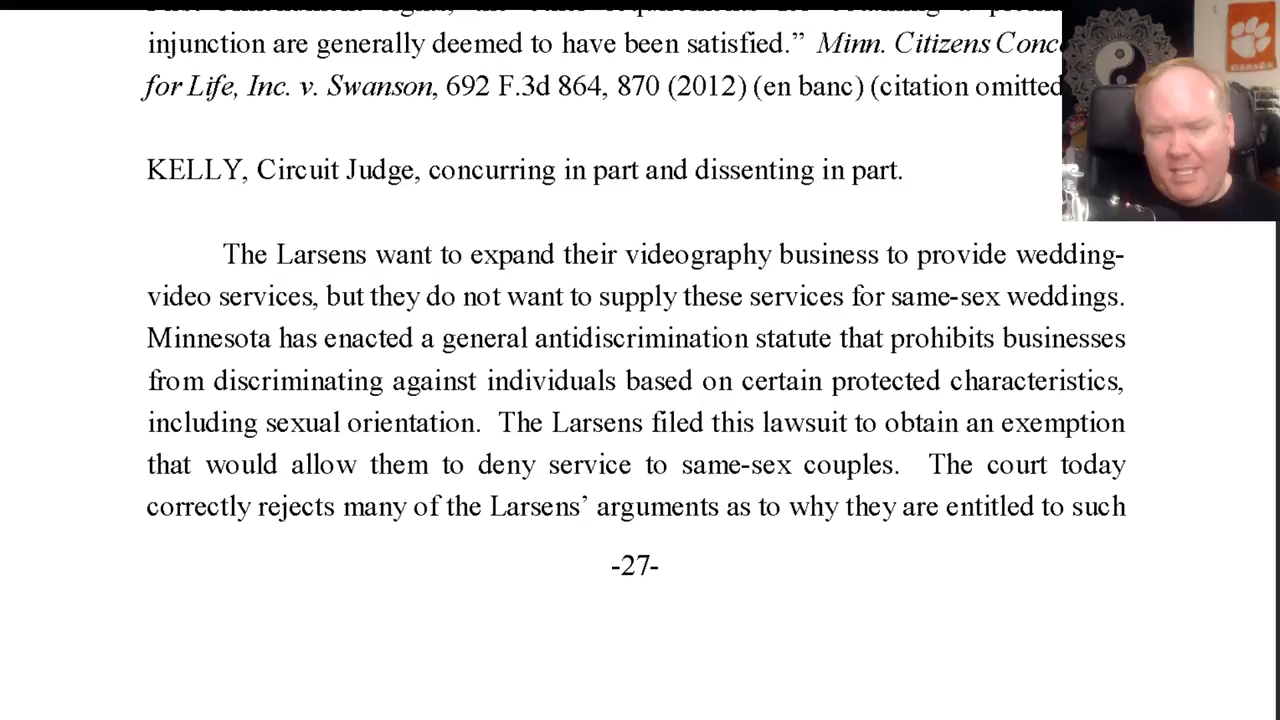 injunction are generally deemed to have been satisfied.” Minn. Citizens
for Life, Inc. v. Swanson, 692 F.3d 864, 870 (2012) (en banc) (citation omitted
KELLY, Circuit Judge, concurring in part and dissenting in part.
The Larsens want to expand their videography business to provide wedding-
video services, but they do not want to supply these services for same-sex weddings.
Minnesota has enacted a general antidiscrimination statute that prohibits businesses
from discriminating against individuals based on certain protected characteristics,
including sexual orientation. The Larsens filed this lawsuit to obtain an exemption
that would allow them to deny service to same-sex couples. The court today
correctly rejects many of the Larsens’ arguments as to why they are entitled to such
-27-